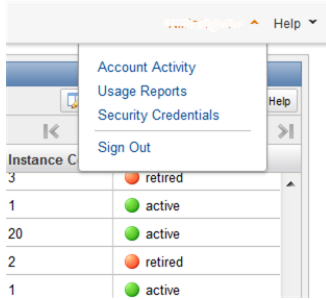 Help
Account Activity
Usage Reports
Security Credentials
Sign Out
Help
Instance C
3 retired
1 active
20 active
2 retired
1 active